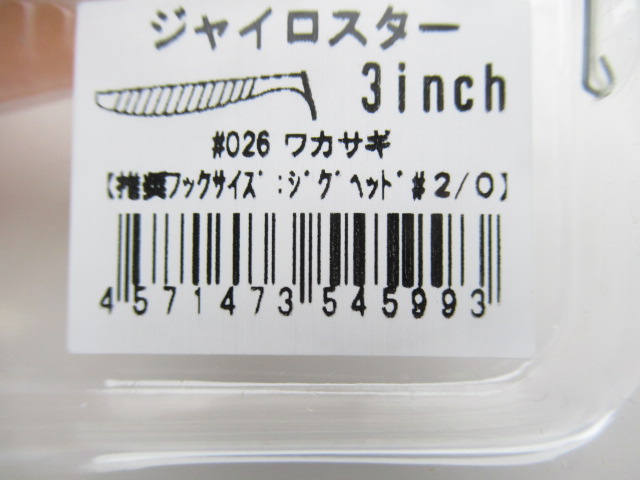 ジャイロスター
3inch
#026 ワカサギ
【推奨フックサイズ:ジグヘッド#2/0】
4571473545993